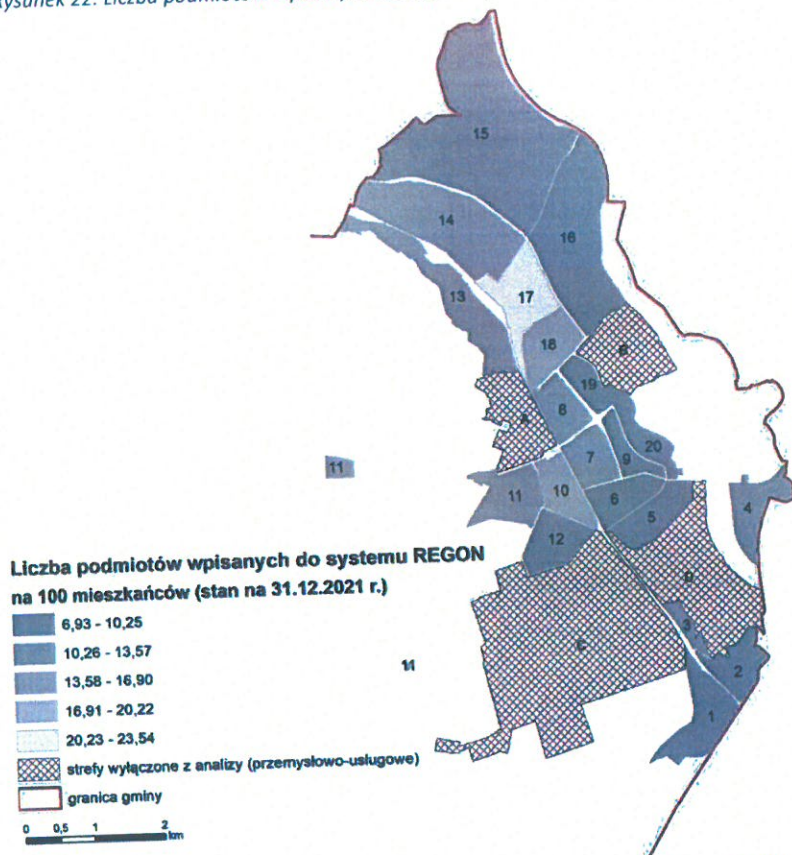 Rysunek 22. Liczba
15
14
16
13
17
18
B
19
A
8
20
7
9
11
11
10
6
5
4
12
D
Liczba podmiotów wpisanych do systemu REGON
na 100 mieszkańców (stan na 31.12.2021 r.)
6,93 - 10,25
10,26 - 13,57
13,58 - 16,90
16,91 - 20,22
20,23 - 23,54
strefy wyłączone z analizy (przemysłowo-usługowe)
granica gminy
0 0,5 1 2
km
11
C
3
2
1